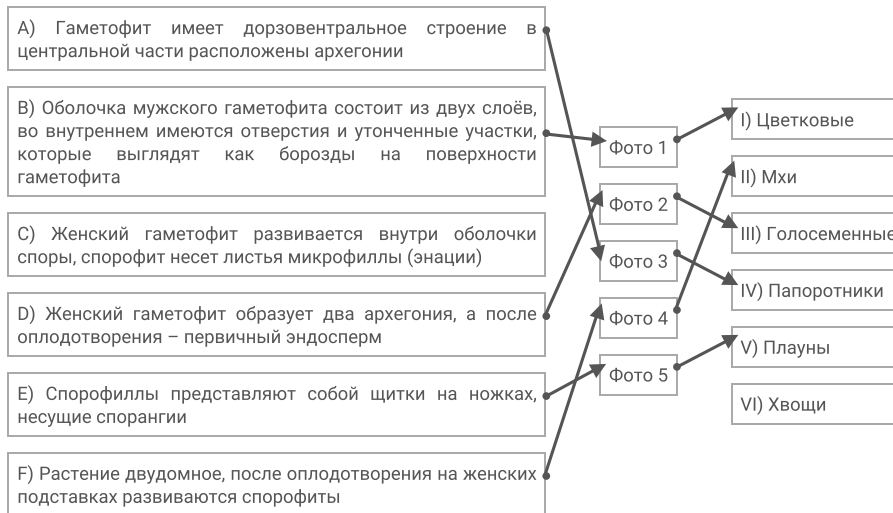 A) Гаметофит имеет дорзовентральное строение в
центральной части расположены архегонии
B) Оболочка мужского гаметофита состоит из двух слоёв,
во внутреннем имеются отверстия и утонченные участки,
которые выглядят как борозды на поверхности
гаметофита
C) Женский гаметофит развивается внутри оболочки
споры, спорофит несет листья микрофиллы (энации)
D) Женский гаметофит образует два архегония, а после
оплодотворения – первичный эндосперм
E) Спорофиллы представляют собой щитки на ножках,
несущие спорангии
F) Растение двудомное, после оплодотворения на женских
подставках развиваются спорофиты
Фото 1
Фото 2
Фото 3
Фото 4
Фото 5
I) Цветковые
II) Мхи
III) Голосеменные
IV) Папоротники
V) Плауны
VI) Хвощи